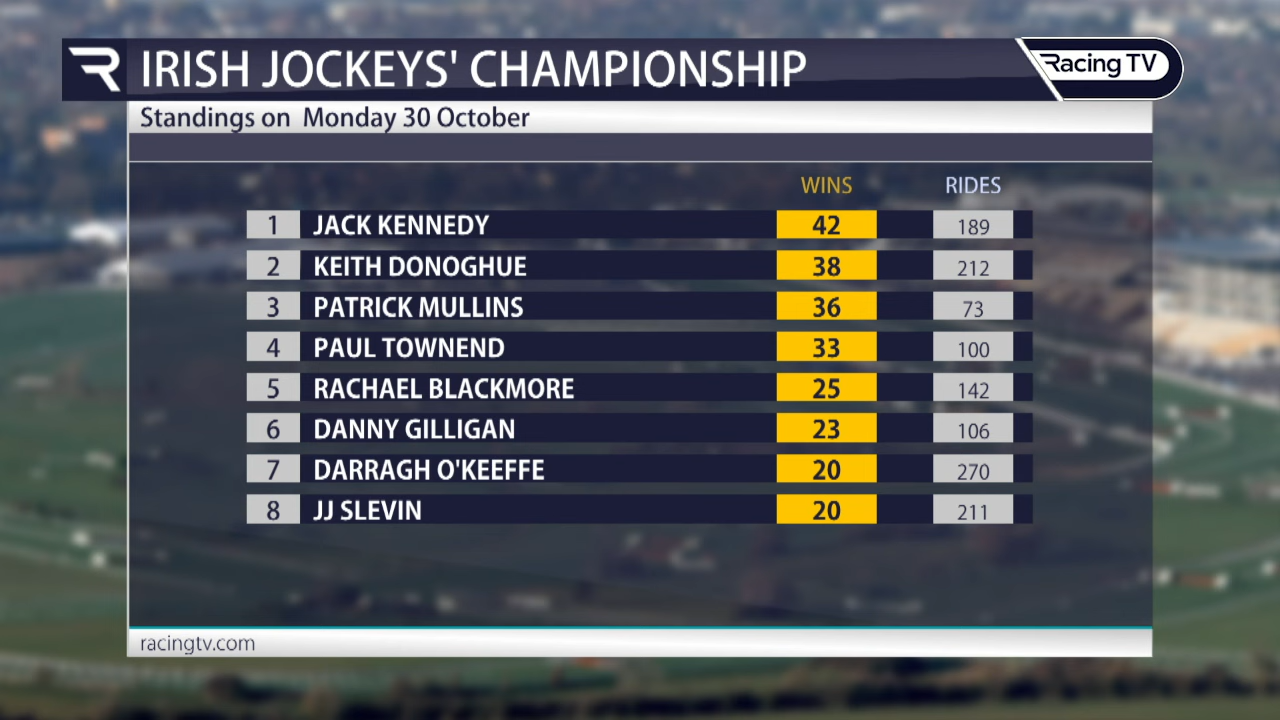 IRISH JOCKEYS' CHAMPIONSHIP
Racing TV
Standings on Monday 30 October
WINS RIDES
1 JACK KENNEDY 42 189
2 KEITH DONOGHUE 38 212
3 PATRICK MULLINS 36 73
4 PAUL TOWNEND 33 100
5 RACHAEL BLACKMORE 25 142
6 DANNY GILLIGAN 23 106
7 DARRAGH O'KEEFFE 20 270
8 JJ SLEVIN 20 211
racingtv.com